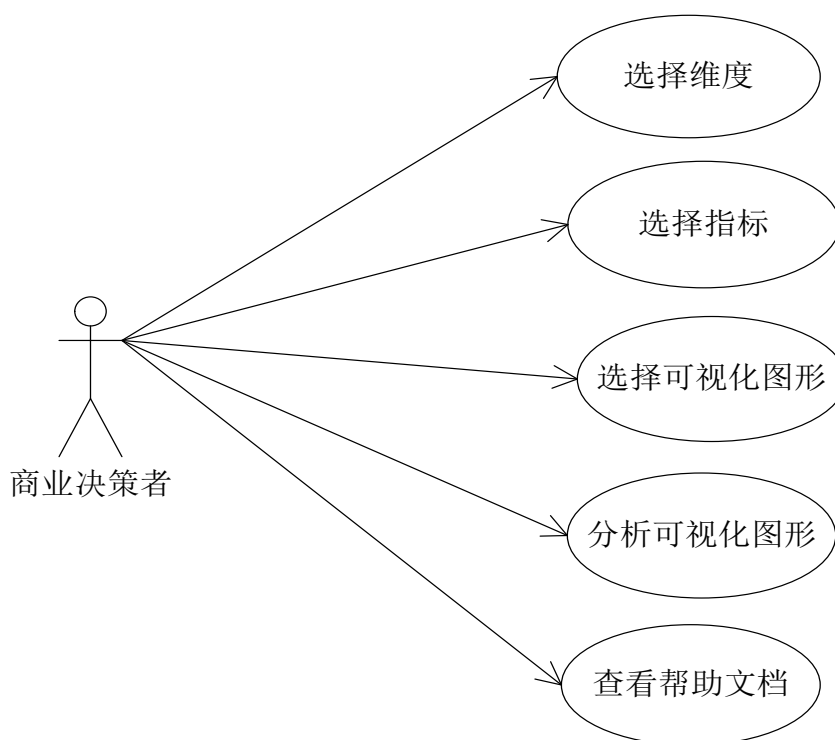 选择维度
选择指标
选择可视化图形
商业决策者
分析可视化图形
查看帮助文档